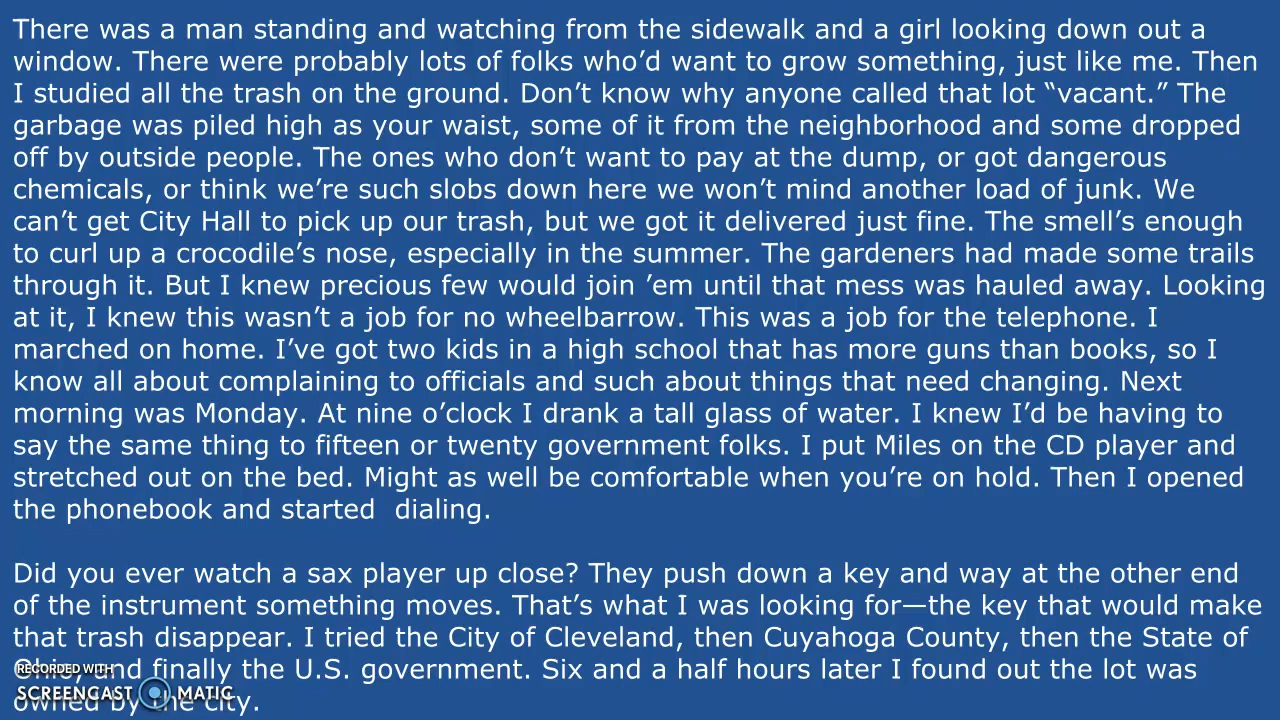 There was a man standing and watching from the sidewalk and a girl looking down out a
window. There were probably lots of folks who’d want to grow something, just like me. Then
I studied all the trash on the ground. Don’t know why anyone called that lot “vacant.” The
garbage was piled high as your waist, some of it from the neighborhood and some dropped
off by outside people. The ones who don’t want to pay at the dump, or got dangerous
chemicals, or think we’re such slobs down here we won’t mind another load of junk. We
can’t get City Hall to pick up our trash, but we got it delivered just fine. The smell’s enough
to curl up a crocodile’s nose, especially in the summer. The gardeners had made some trails
through it. But I knew precious few would join ’em until that mess was hauled away. Looking
at it, I knew this wasn’t a job for no wheelbarrow. This was a job for the telephone. I
marched on home. I’ve got two kids in a high school that has more guns than books, so I
know all about complaining to officials and such about things that need changing. Next
morning was Monday. At nine o’clock I drank a tall glass of water. I knew I’d be having to
say the same thing to fifteen or twenty government folks. I put Miles on the CD player and
stretched out on the bed. Might as well be comfortable when you’re on hold. Then I opened
the phonebook and started  dialing.

Did you ever watch a sax player up close? They push down a key and way at the other end
of the instrument something moves. That’s what I was looking for—the key that would make
that trash disappear. I tried the City of Cleveland, then Cuyahoga County, then the State of
Ohio, and finally the U.S. government. Six and a half hours later I found out the lot was
owned by the city.
RECORDED WITH
SCREENCAST MATIC